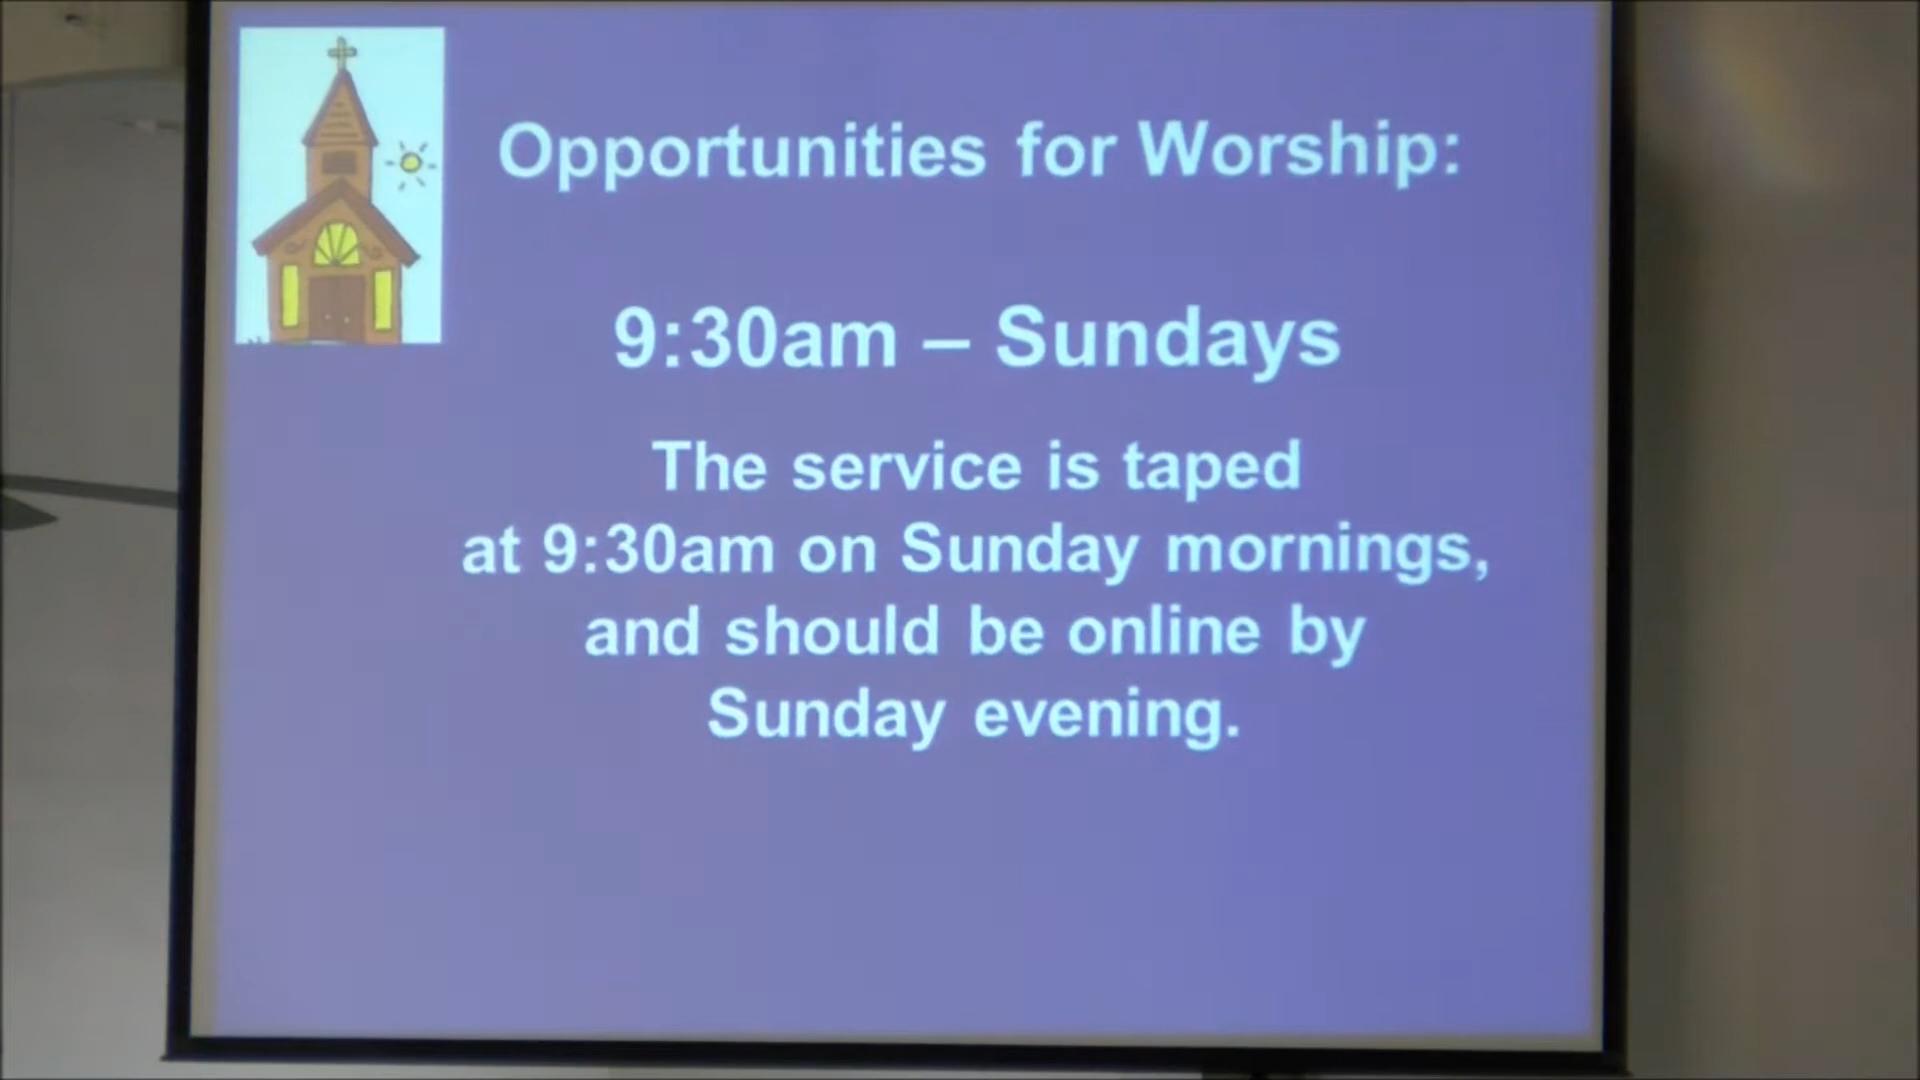 Opportunities for Worship:
9:30am – Sundays
The service is taped
at 9:30am on Sunday mornings,
and should be online by
Sunday evening.